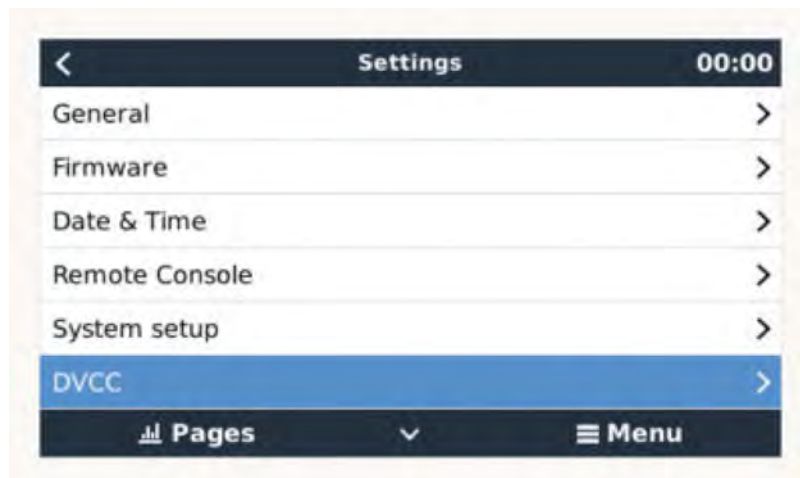 Settings 00:00
General
Firmware
Date & Time
Remote Console
System setup
DVCC
Pages Menu